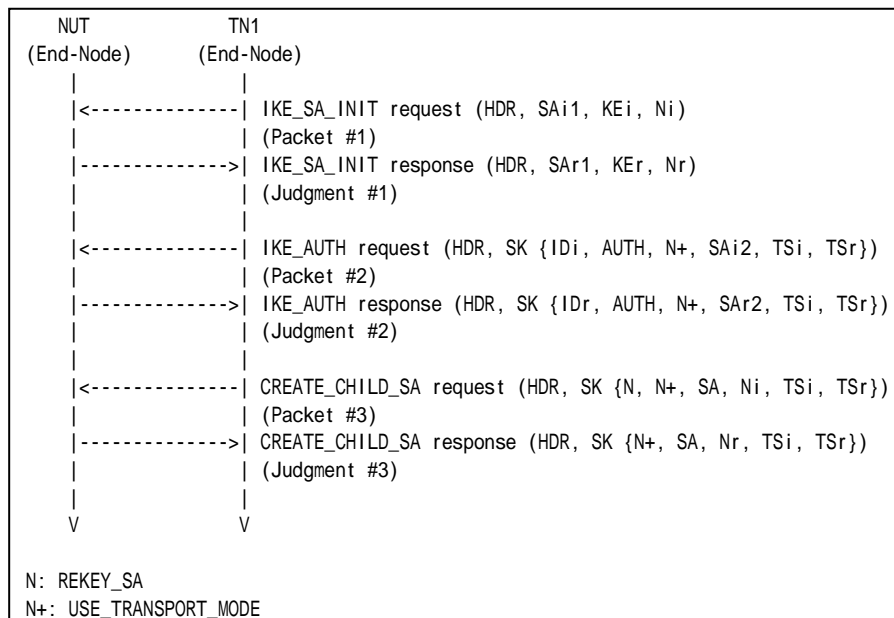 NUT TN1
(End-Node) (End-Node)
| |
|<--------------| IKE_SA_INIT request (HDR, SAi1, KEi, Ni)
| | (Packet #1)
|-------------->| IKE_SA_INIT response (HDR, SAr1, KEr, Nr)
| | (Judgment #1)
| |
|<--------------| IKE_AUTH request (HDR, SK {IDi, AUTH, N+, SAi2, TSi, TSr})
| | (Packet #2)
|-------------->| IKE_AUTH response (HDR, SK {IDr, AUTH, N+, SAr2, TSi, TSr})
| | (Judgment #2)
| |
|<--------------| CREATE_CHILD_SA request (HDR, SK {N, N+, SA, Ni, TSi, TSr})
| | (Packet #3)
|-------------->| CREATE_CHILD_SA response (HDR, SK {N+, SA, Nr, TSi, TSr})
| | (Judgment #3)
| |
V V
N: REKEY_SA
N+: USE_TRANSPORT_MODE